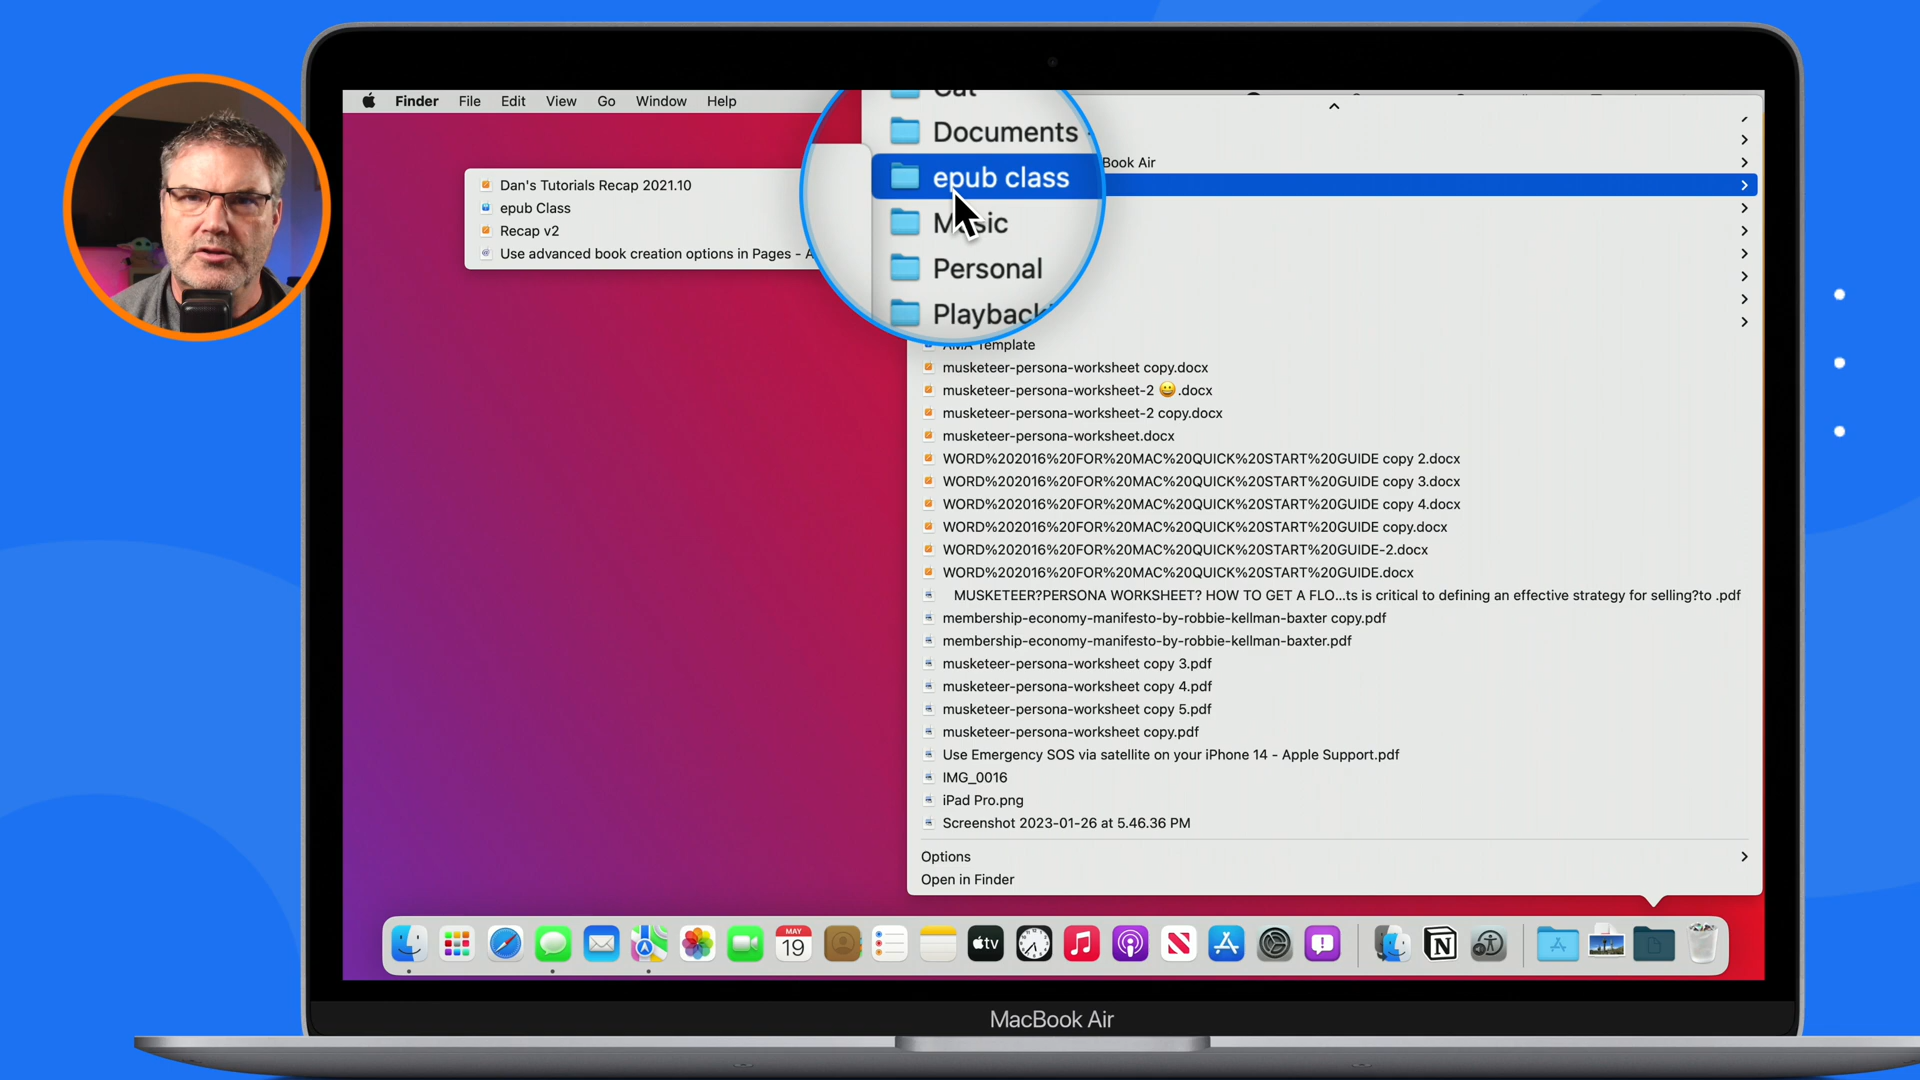 Finder File Edit View Go Window Help
Documents
Book Air
epub class
Music
Personal
Playback
Dan's Tutorials Recap 2021.10
epub Class
Recap v2
Use advanced book creation options in Pages - A
AMA Template
musketeer-persona-worksheet copy.docx
musketeer-persona-worksheet-2 😀.docx
musketeer-persona-worksheet-2 copy.docx
musketeer-persona-worksheet.docx
WORD%202016%20FOR%20MAC%20QUICK%20START%20GUIDE copy 2.docx
WORD%202016%20FOR%20MAC%20QUICK%20START%20GUIDE copy 3.docx
WORD%202016%20FOR%20MAC%20QUICK%20START%20GUIDE copy 4.docx
WORD%202016%20FOR%20MAC%20QUICK%20START%20GUIDE copy.docx
WORD%202016%20FOR%20MAC%20QUICK%20START%20GUIDE-2.docx
WORD%202016%20FOR%20MAC%20QUICK%20START%20GUIDE.docx
MUSKETEER?PERSONA WORKSHEET? HOW TO GET A FLO...ts is critical to defining an effective strategy for selling?to .pdf
membership-economy-manifesto-by-robbie-kellman-baxter copy.pdf
membership-economy-manifesto-by-robbie-kellman-baxter.pdf
musketeer-persona-worksheet copy 3.pdf
musketeer-persona-worksheet copy 4.pdf
musketeer-persona-worksheet copy 5.pdf
musketeer-persona-worksheet copy.pdf
Use Emergency SOS via satellite on your iPhone 14 - Apple Support.pdf
IMG_0016
iPad Pro.png
Screenshot 2023-01-26 at 5.46.36 PM
Options
Open in Finder
MAY
19
tv
MacBook Air